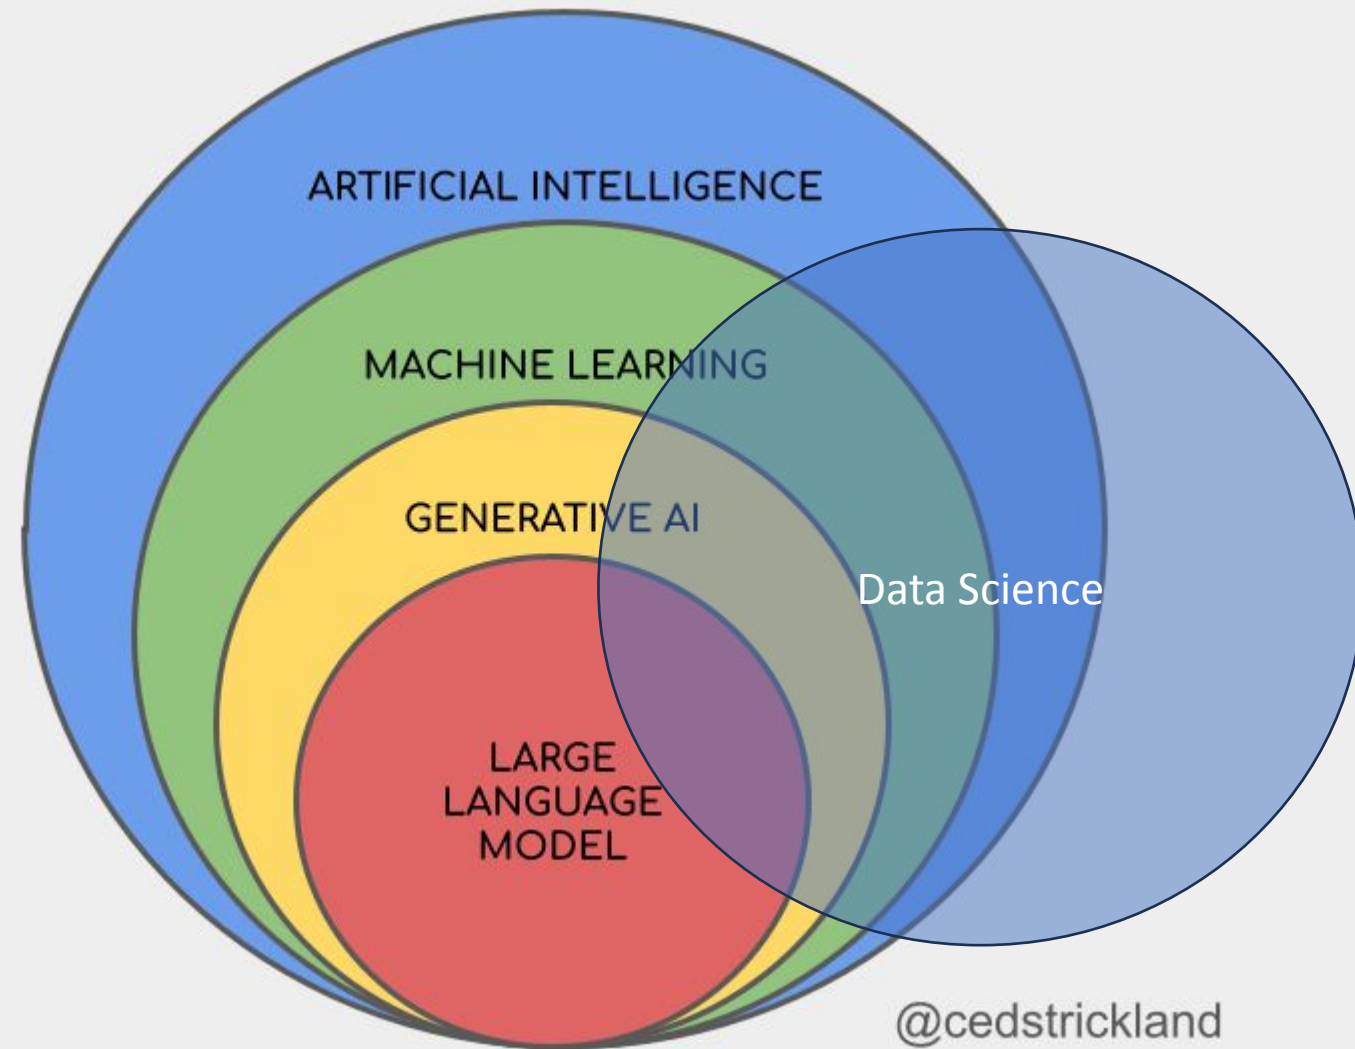 ARTIFICIAL INTELLIGENCE
MACHINE LEARNING
GENERATIVE AI
Data Science
LARGE
LANGUAGE
MODEL
@cedstrickland